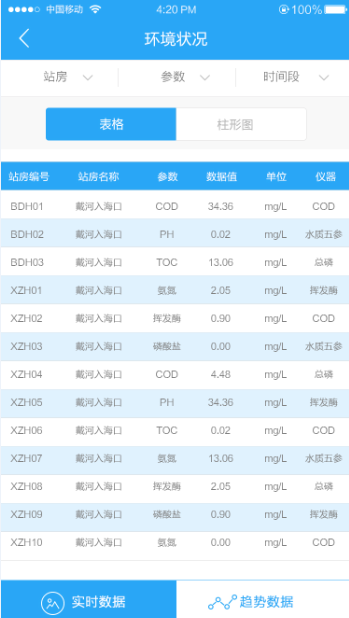 中国移动 4:20 PM 100%
环境状况
站房 参数 时间段
表格 柱形图
站房编号 站房名称 参数 数据值 单位 仪器
BDH01 戴河入海口 COD 34.36 mg/L COD
BDH02 戴河入海口 PH 0.02 mg/L 水质五参
BDH03 戴河入海口 TOC 13.06 mg/L 总磷
XZH01 戴河入海口 氨氮 2.05 mg/L 挥发酶
XZH02 戴河入海口 挥发酶 0.90 mg/L COD
XZH03 戴河入海口 磷酸盐 0.00 mg/L 水质五参
XZH04 戴河入海口 COD 4.48 mg/L 总磷
XZH05 戴河入海口 PH 34.36 mg/L 挥发酶
XZH06 戴河入海口 TOC 0.02 mg/L COD
XZH07 戴河入海口 氨氮 13.06 mg/L 水质五参
XZH08 戴河入海口 挥发酶 2.05 mg/L 总磷
XZH09 戴河入海口 磷酸盐 0.90 mg/L 挥发酶
XZH10 戴河入海口 氨氮 0.00 mg/L COD
实时数据 趋势数据